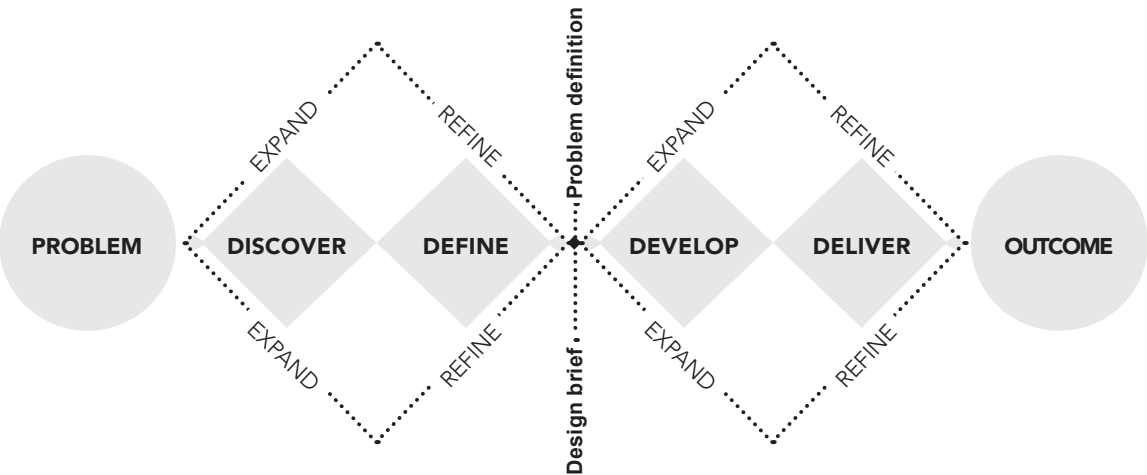 Problem definition
EXPAND
REFINE
EXPAND
REFINE
PROBLEM
DISCOVER
DEFINE
DEVELOP
DELIVER
OUTCOME
EXPAND
REFINE
EXPAND
REFINE
Design brief